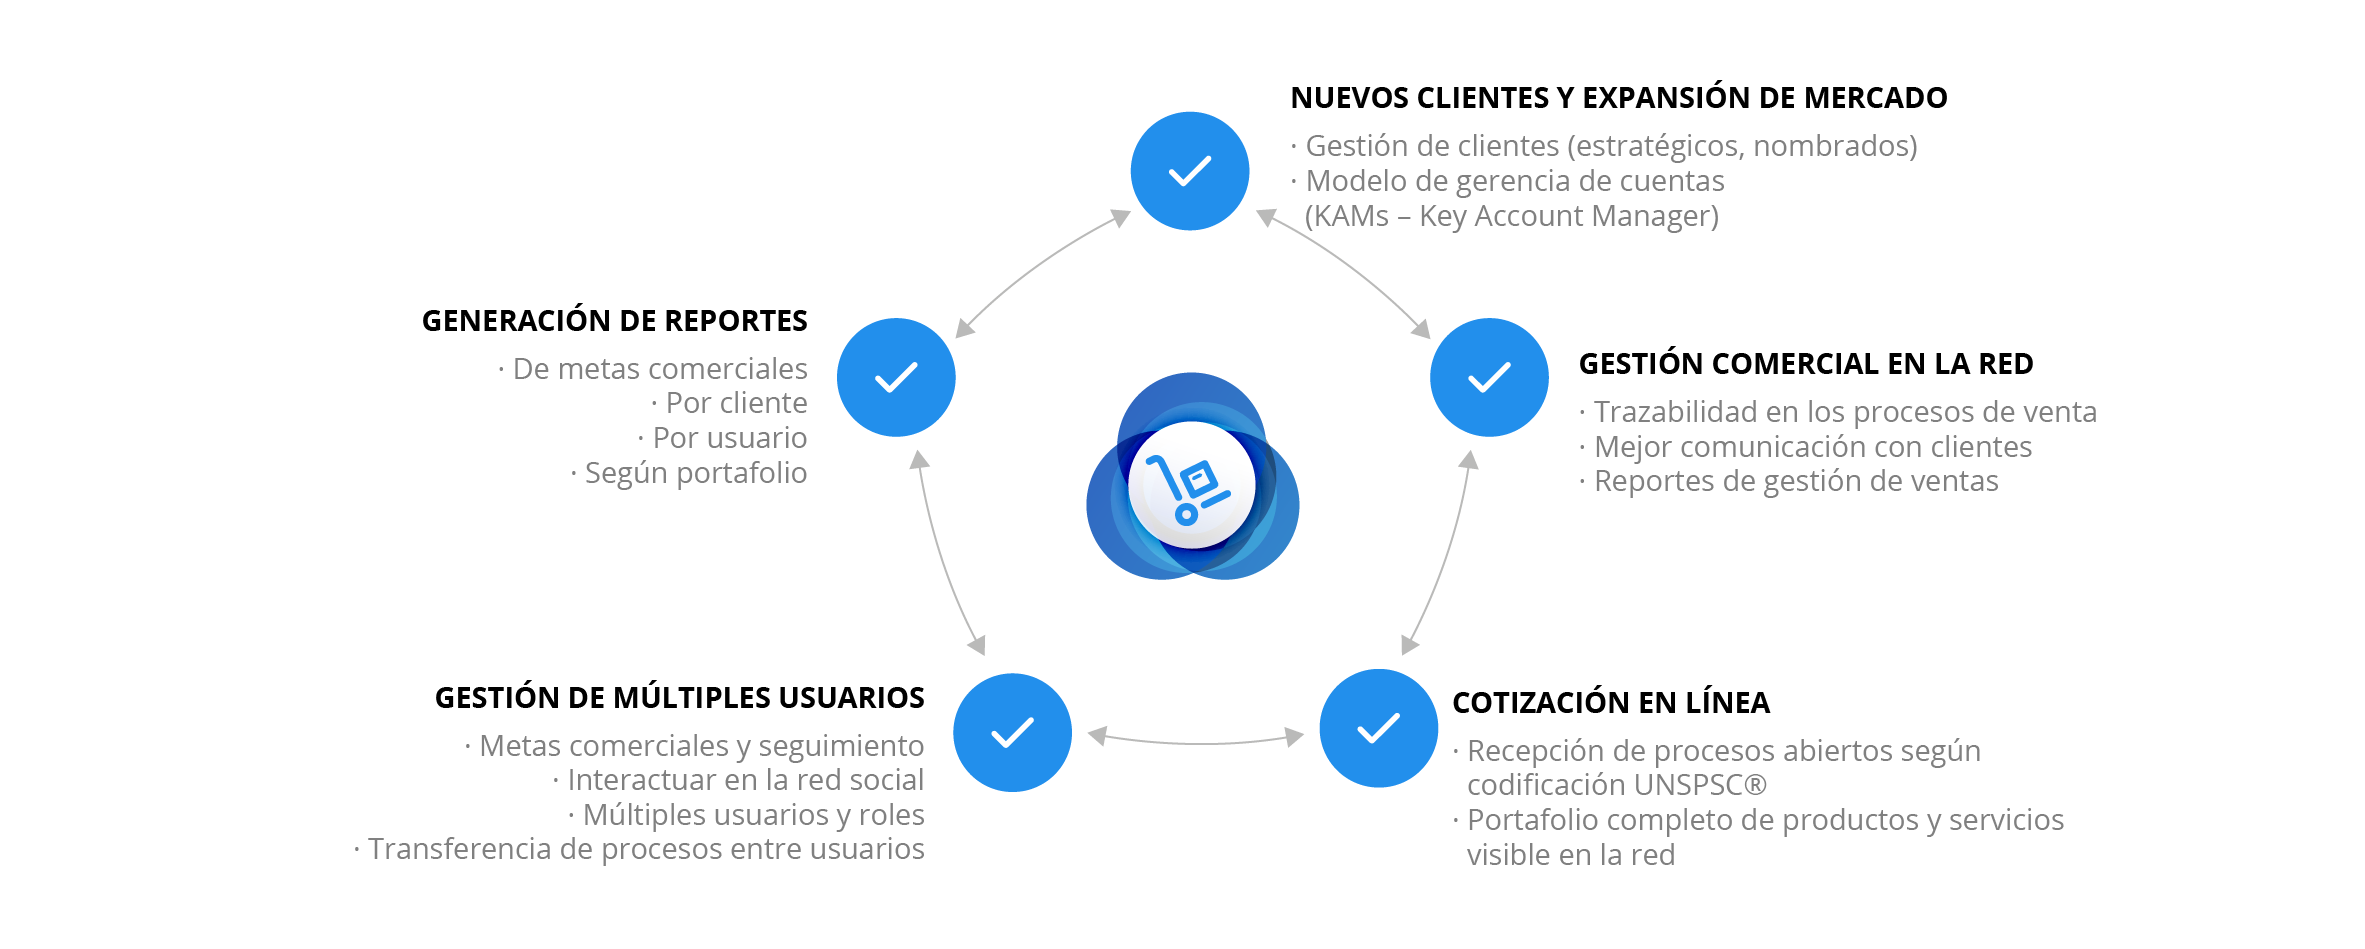 NUEVOS CLIENTES Y EXPANSIÓN DE MERCADO
· Gestión de clientes (estratégicos, nombrados)
· Modelo de gerencia de cuentas
(KAMs – Key Account Manager)
GESTIÓN COMERCIAL EN LA RED
· Trazabilidad en los procesos de venta
· Mejor comunicación con clientes
· Reportes de gestión de ventas
COTIZACIÓN EN LÍNEA
· Recepción de procesos abiertos según
codificación UNSPSC®
· Portafolio completo de productos y servicios
visible en la red
GESTIÓN DE MÚLTIPLES USUARIOS
· Metas comerciales y seguimiento
· Interactuar en la red social
· Múltiples usuarios y roles
· Transferencia de procesos entre usuarios
GENERACIÓN DE REPORTES
· De metas comerciales
· Por cliente
· Por usuario
· Según portafolio